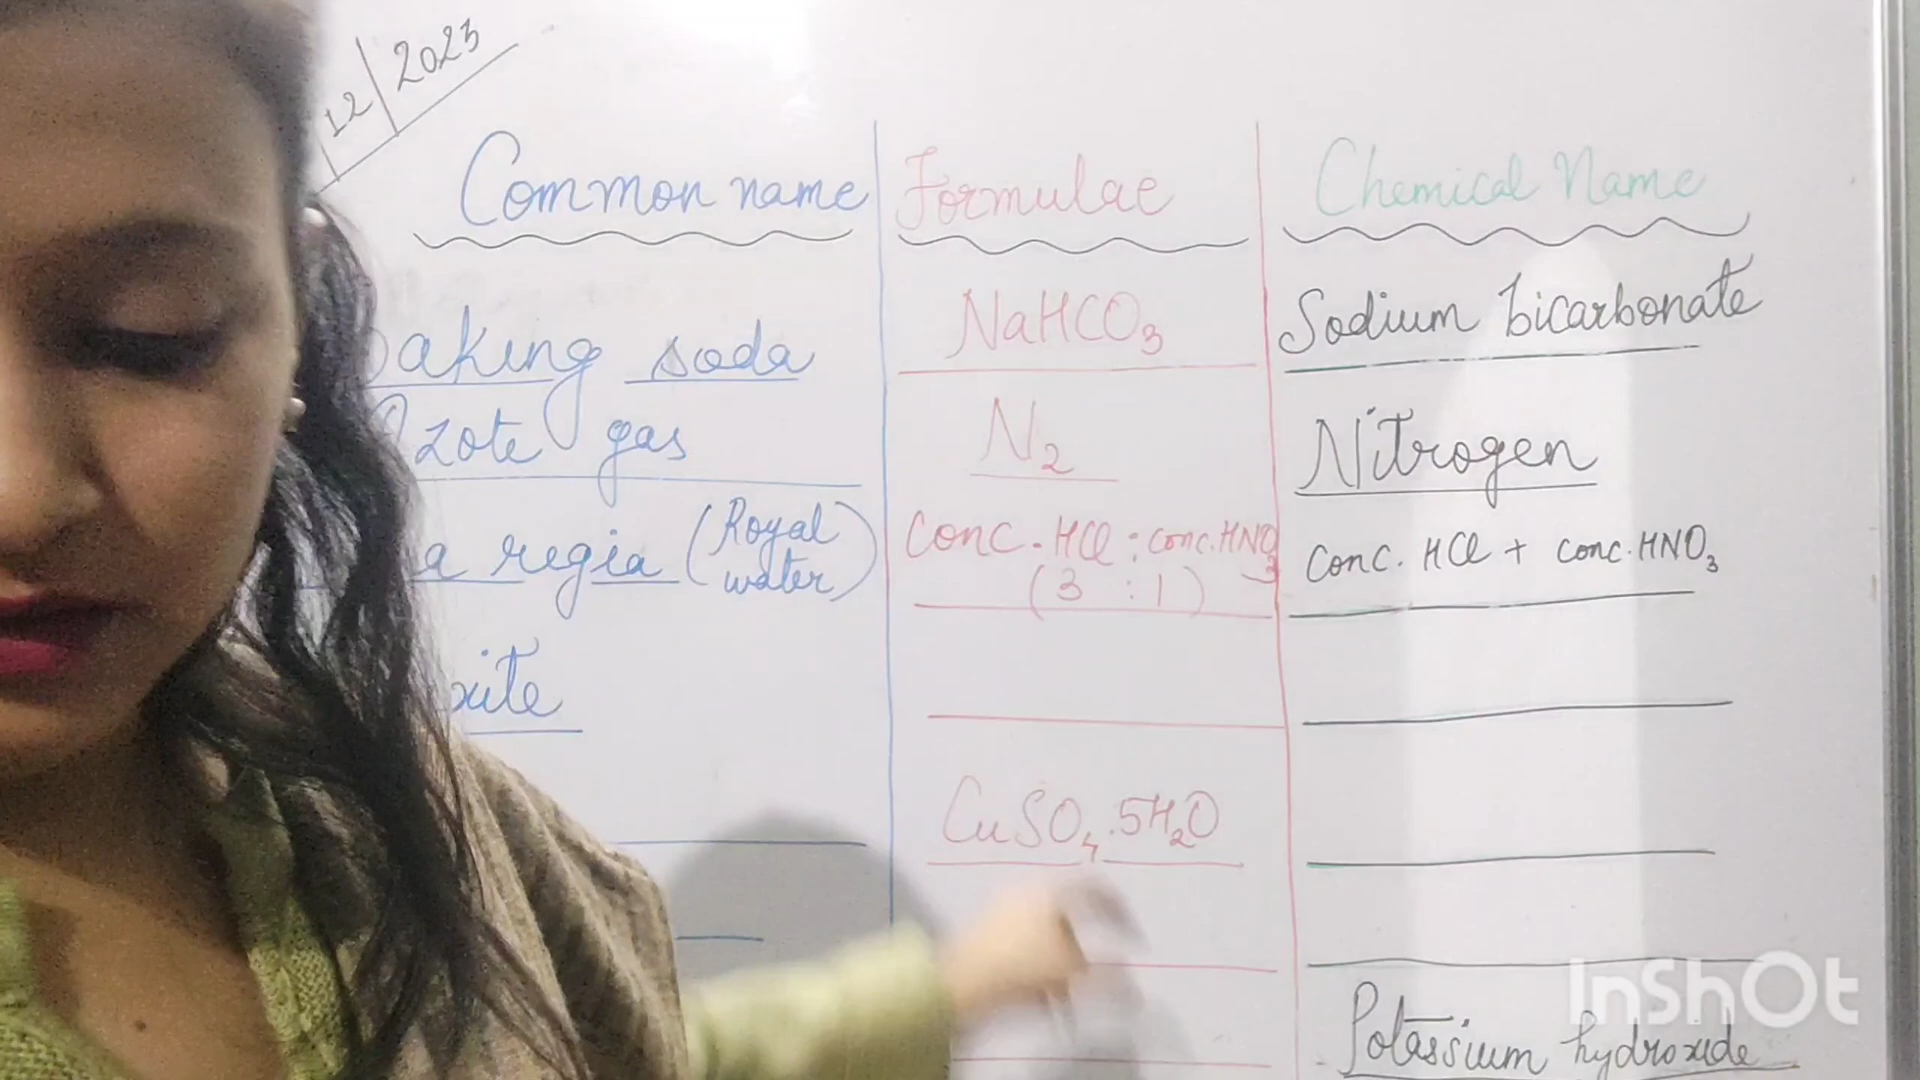 12/2023
Common name Formulae Chemical Name
aking soda NaHCO₃ Sodium bicarbonate
zote gas N₂ Nitrogen
a regia (Royal water) Conc. HCl : conc. HNO₃ Conc. HCl + conc. HNO₃
(3 : 1)
xite
CuSO₄.5H₂O
Potassium hydroxide
InShOt